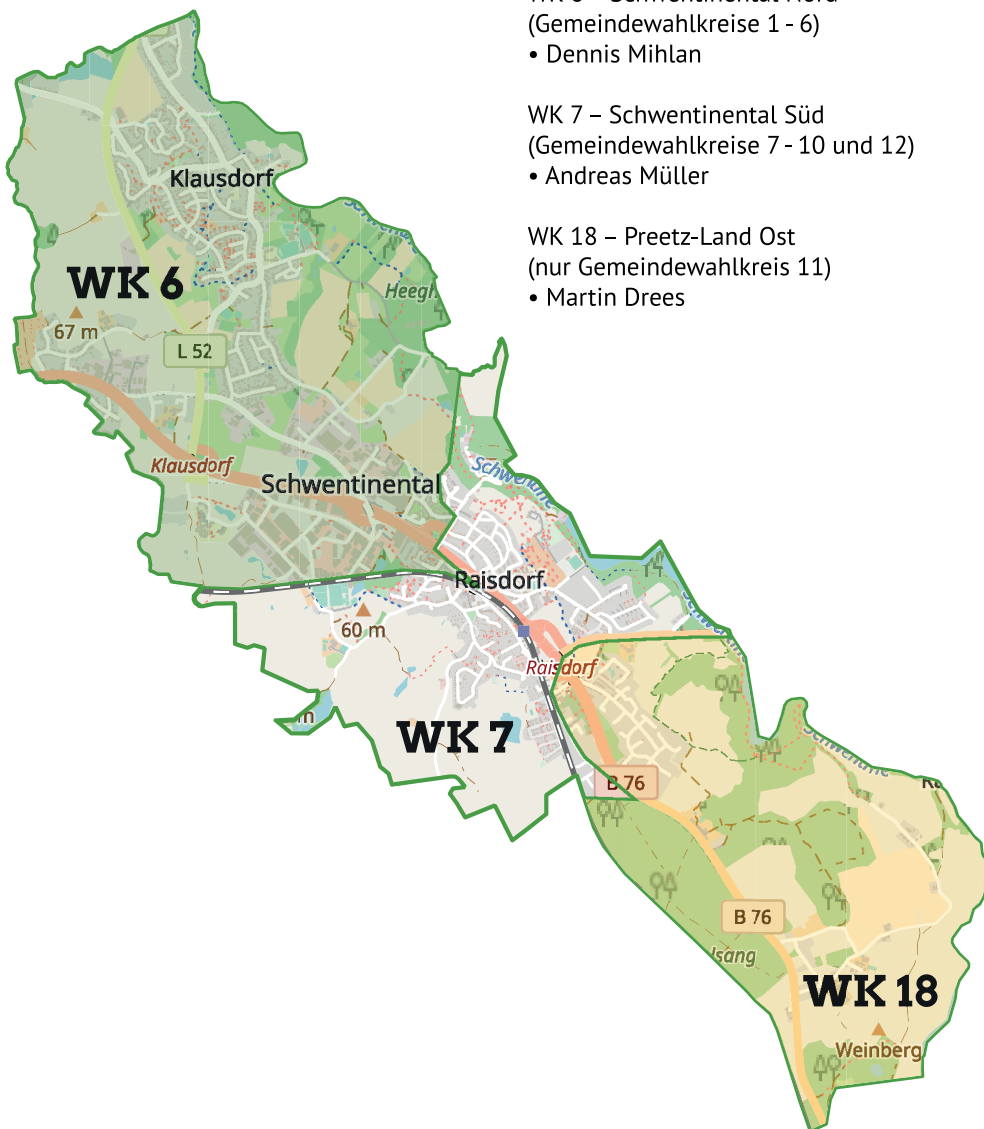 (Gemeindewahlkreise 1 - 6)
• Dennis Mihlan
WK 7 – Schwentinental Süd
(Gemeindewahlkreise 7 - 10 und 12)
• Andreas Müller
WK 18 – Preetz-Land Ost
(nur Gemeindewahlkreis 11)
• Martin Drees
Klausdorf
WK 6
67 m
L 52
Klausdorf
Schwentinental
Schwentine
Raisdorf
60 m
Raisdorf
WK 7
B 76
Schwentine
B 76
WK 18
Weinberg